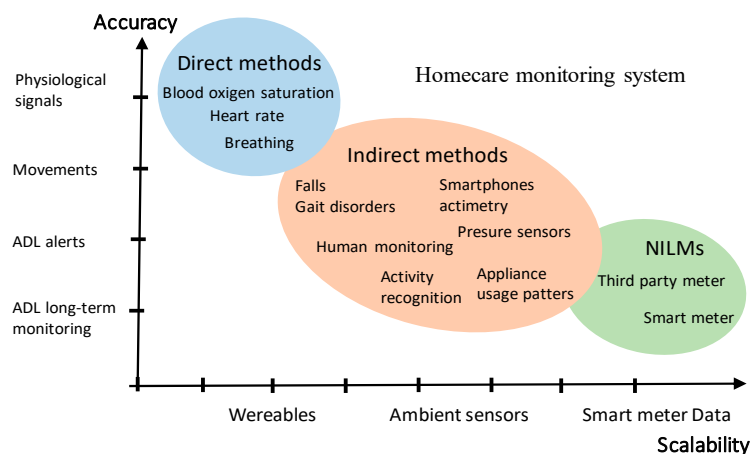 Accuracy
Direct methods
Homecare monitoring system
Physiological
signals
Blood oxigen saturation
Heart rate
Breathing
Indirect methods
Movements
Falls
Gait disorders
Smartphones
actimetry
Presure sensors
ADL alerts
Human monitoring
NILMs
Activity
recognition
Appliance
usage patters
Third party meter
ADL long-term
monitoring
Smart meter
Wereables
Ambient sensors
Smart meter Data
Scalability